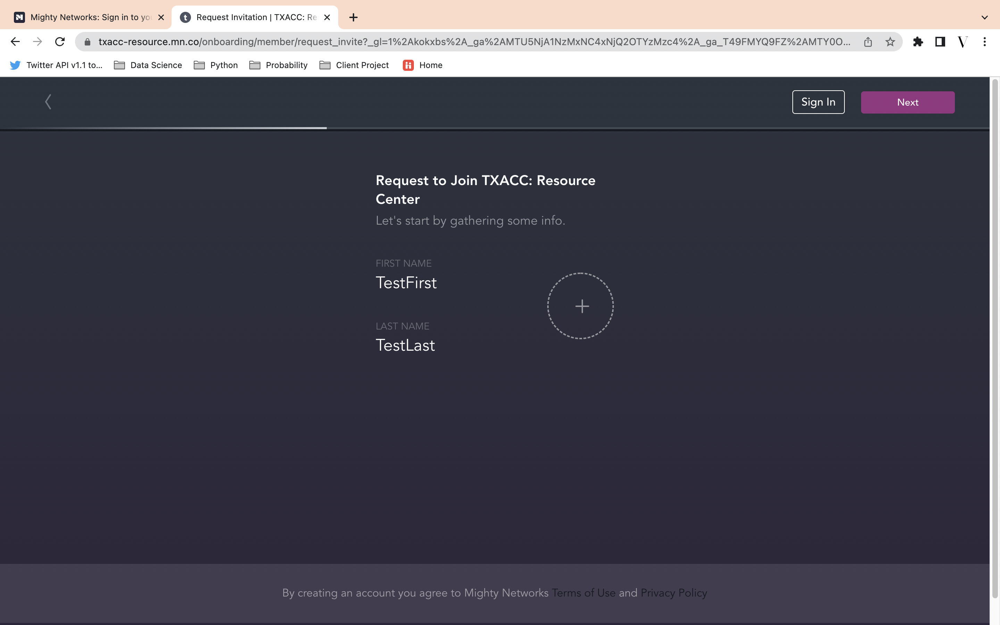 Mighty Networks: Sign in to you
Request Invitation | TXACC: Re
txacc-resource.mn.co/onboarding/member/request_invite?_gl=1%2Akokxbs%2A_ga%2AMTU5NjA1NzMxNC4xNjQ2OTYzMzc4%2A_ga_T49FMYQ9FZ%2AMTY0O...
Twitter API v1.1 to...
Data Science
Python
Probability
Client Project
Home
Sign In
Next
Request to Join TXACC: Resource
Center
Let's start by gathering some info.
FIRST NAME
TestFirst
LAST NAME
TestLast
By creating an account you agree to Mighty Networks Terms of Use and Privacy Policy